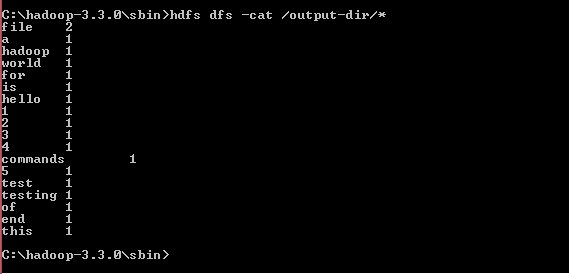 C:\hadoop-3.3.0\sbin>hdfs dfs -cat /output-dir/*
file 2
a 1
hadoop 1
world 1
for 1
is 1
hello 1
1 1
2 1
3 1
4 1
commands 1
5 1
test 1
testing 1
of 1
end 1
this 1
C:\hadoop-3.3.0\sbin>